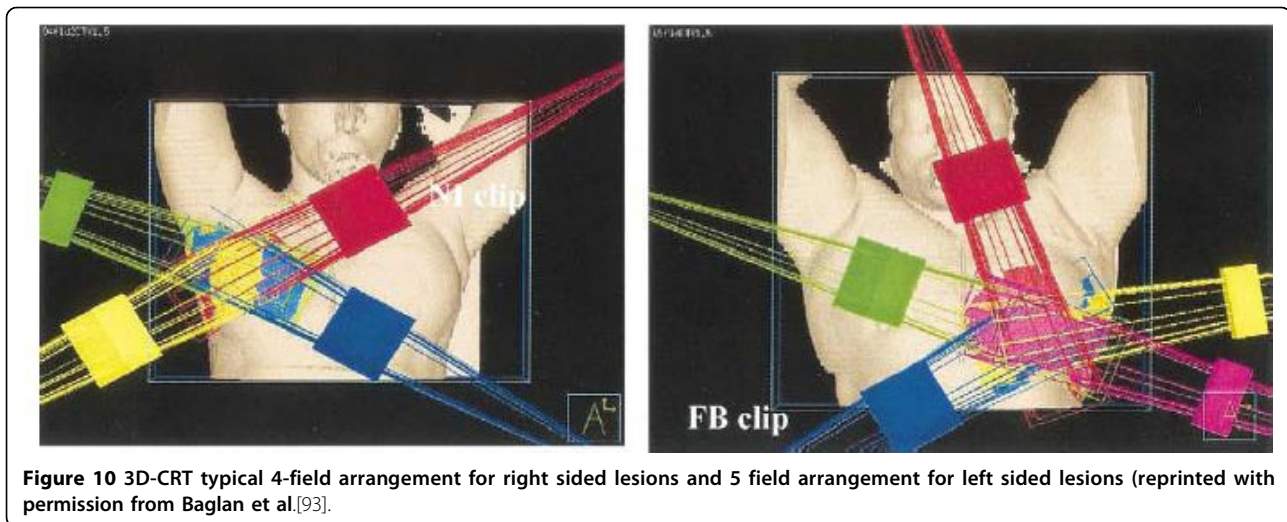 NI clip
FB clip
A
Figure 10 3D-CRT typical 4-field arrangement for right sided lesions and 5 field arrangement for left sided lesions (reprinted with
permission from Baglan et al.[93].